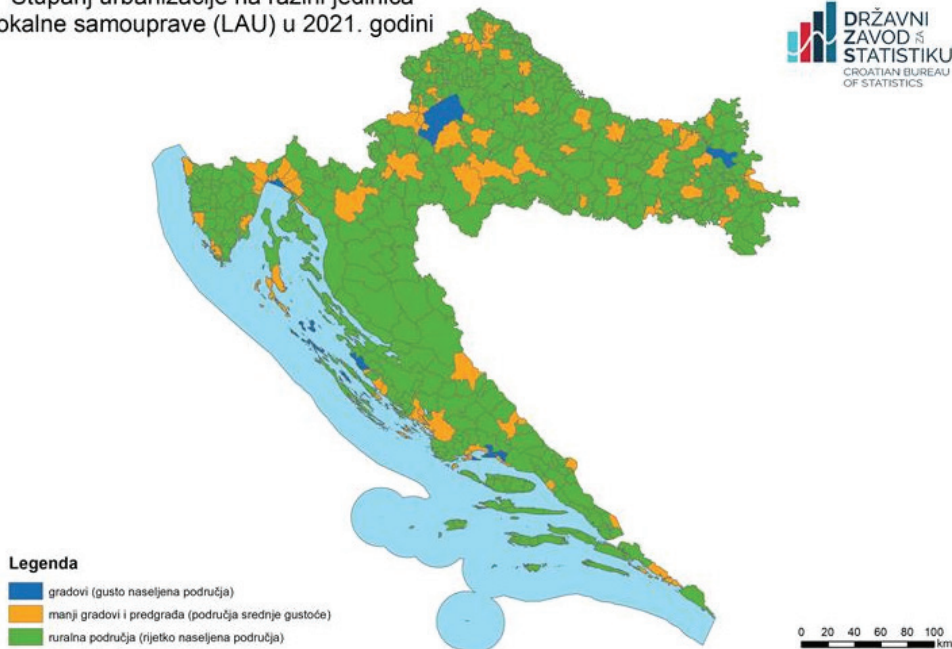 Stupanj urbanizacije na razini jedinica
lokalne samouprave (LAU) u 2021. godini
DRŽAVNI
ZAVOD ZA
STATISTIKU
CROATIAN BUREAU
OF STATISTICS
Legenda
gradovi (gusto naseljena područja)
manji gradovi i predgrađa (područja srednje gustoće)
ruralna područja (rijetko naseljena područja)
0 20 40 60 80 100
km